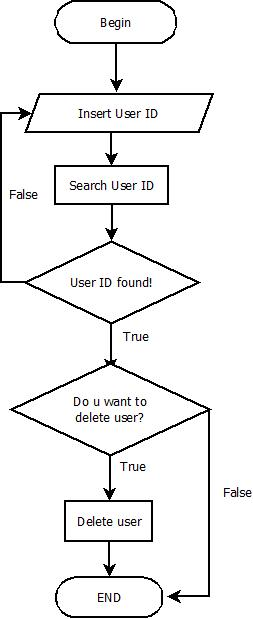 Begin
Insert User ID
Search User ID
False
User ID found!
True
Do u want to
delete user?
True
False
Delete user
END